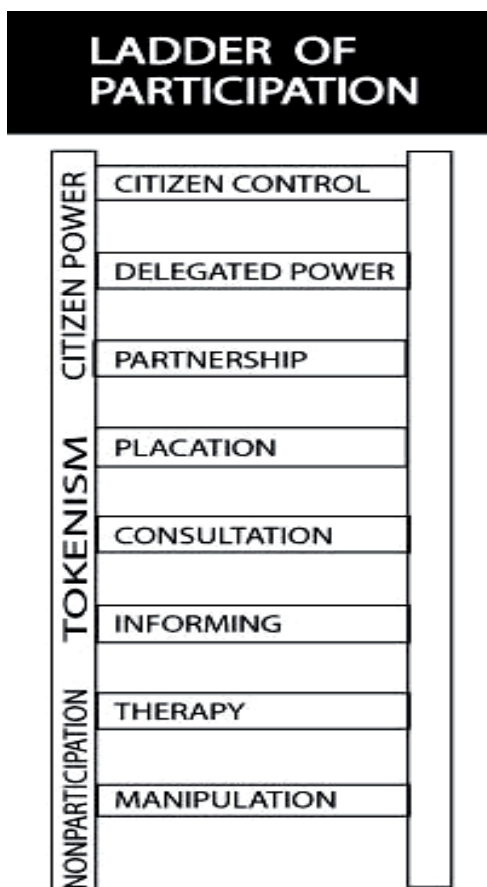 LADDER OF
PARTICIPATION
CITIZEN POWER
CITIZEN CONTROL
DELEGATED POWER
PARTNERSHIP
TOKENISM
PLACATION
CONSULTATION
INFORMING
NONPARTICIPATION
THERAPY
MANIPULATION